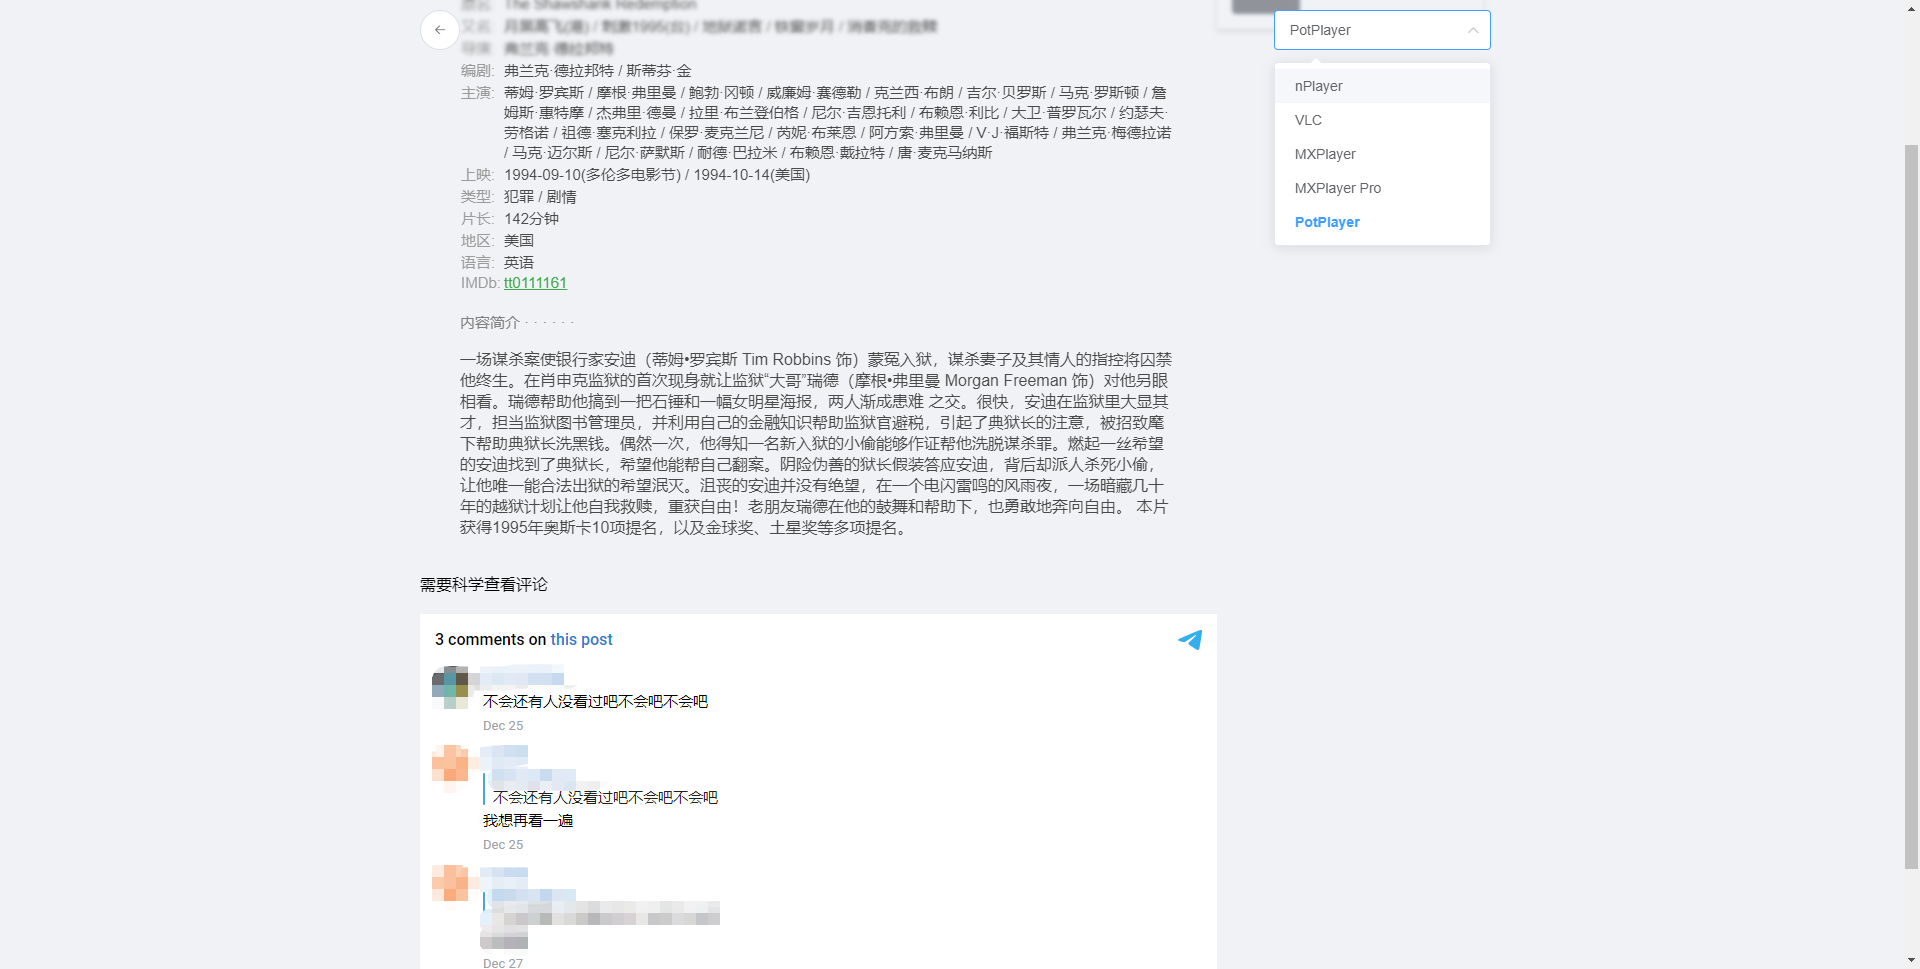 The Shawshank Redemption
又名: 月黑高飞(港) / 刺激1995(台) / 地狱诺言 / 铁窗岁月 / 消香克的救赎
导演: 弗兰克·德拉邦特
编剧: 弗兰克·德拉邦特 / 斯蒂芬·金
主演: 蒂姆·罗宾斯 / 摩根·弗里曼 / 鲍勃·冈顿 / 威廉姆·赛德勒 / 克兰西·布朗 / 吉尔·贝罗斯 / 马克·罗斯顿 / 詹
姆斯·惠特摩 / 杰弗里·德曼 / 拉里·布兰登伯格 / 尼尔·吉恩托利 / 布赖恩·利比 / 大卫·普罗瓦尔 / 约瑟夫·
劳格诺 / 祖德·塞克利拉 / 保罗·麦克兰尼 / 芮妮·布莱恩 / 阿方索·弗里曼 / V·J·福斯特 / 弗兰克·梅德拉诺
/ 马克·迈尔斯 / 尼尔·萨默斯 / 耐德·巴拉米 / 布赖恩·戴拉特 / 唐·麦克马纳斯
上映: 1994-09-10(多伦多电影节) / 1994-10-14(美国)
类型: 犯罪 / 剧情
片长: 142分钟
地区: 美国
语言: 英语
IMDb: tt0111161
内容简介 · · · · · ·
一场谋杀案使银行家安迪（蒂姆•罗宾斯 Tim Robbins 饰）蒙冤入狱，谋杀妻子及其情人的指控将囚禁
他终生。在肖申克监狱的首次现身就让监狱“大哥”瑞德（摩根•弗里曼 Morgan Freeman 饰）对他另眼
相看。瑞德帮助他搞到一把石锤和一幅女明星海报，两人渐成患难 之交。很快，安迪在监狱里大显其
才，担当监狱图书管理员，并利用自己的金融知识帮助监狱官避税，引起了典狱长的注意，被招致麾
下帮助典狱长洗黑钱。偶然一次，他得知一名新入狱的小偷能够作证帮他洗脱谋杀罪。燃起一丝希望
的安迪找到了典狱长，希望他能帮自己翻案。阴险伪善的狱长假装答应安迪，背后却派人杀死小偷，
让他唯一能合法出狱的希望泯灭。沮丧的安迪并没有绝望，在一个电闪雷鸣的风雨夜，一场暗藏几十
年的越狱计划让他自我救赎，重获自由！老朋友瑞德在他的鼓舞和帮助下，也勇敢地奔向自由。 本片
获得1995年奥斯卡10项提名，以及金球奖、土星奖等多项提名。
需要科学查看评论
3 comments on this post
不会还有人没看过吧不会吧不会吧
Dec 25
不会还有人没看过吧不会吧不会吧
我想再看一遍
Dec 25
Dec 27
PotPlayer
nPlayer
VLC
MXPlayer
MXPlayer Pro
PotPlayer